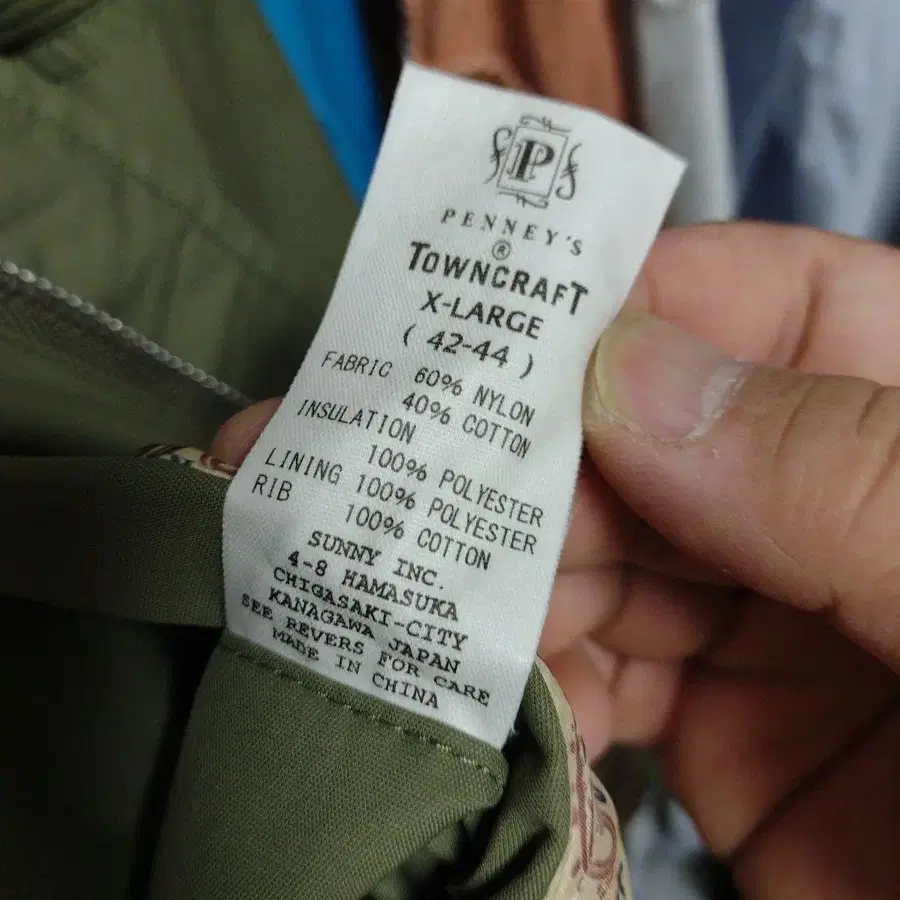 P
PENNEY'S
®
TOWNCRAFT
X-LARGE
( 42-44 )
FABRIC 60% NYLON
40% COTTON
INSULATION
100% POLYESTER
LINING 100% POLYESTER
RIB
100% COTTON
SUNNY INC.
4-8 HAMASUKA
CHIGASAKI-CITY
KANAGAWA JAPAN
SEE REVERS FOR CARE
MADE IN CHINA